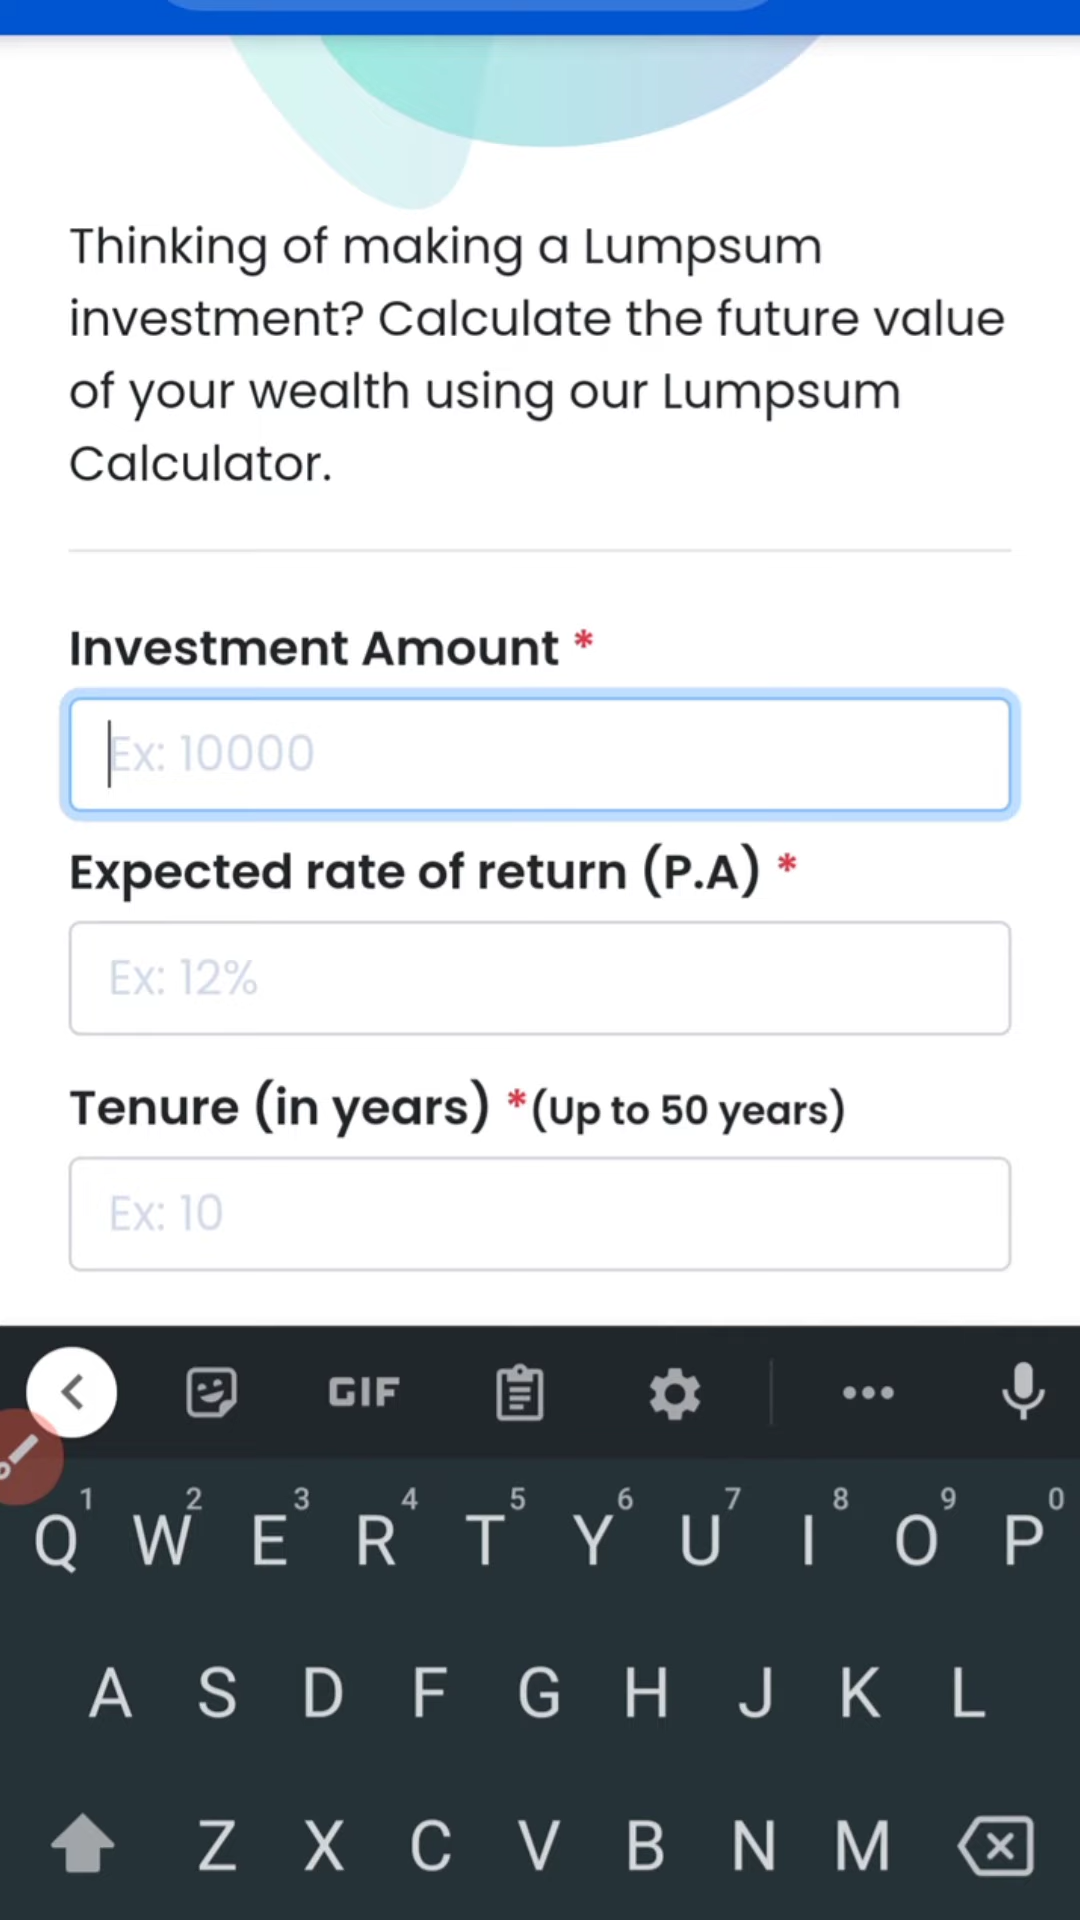 Thinking of making a Lumpsum
investment? Calculate the future value
of your wealth using our Lumpsum
Calculator.
Investment Amount *
Ex: 10000
Expected rate of return (P.A) *
Ex: 12%
Tenure (in years) *(Up to 50 years)
Ex: 10
GIF
1 2 3 4 5 6 7 8 9 0
Q W E R T Y U I O P
A S D F G H J K L
Z X C V B N M